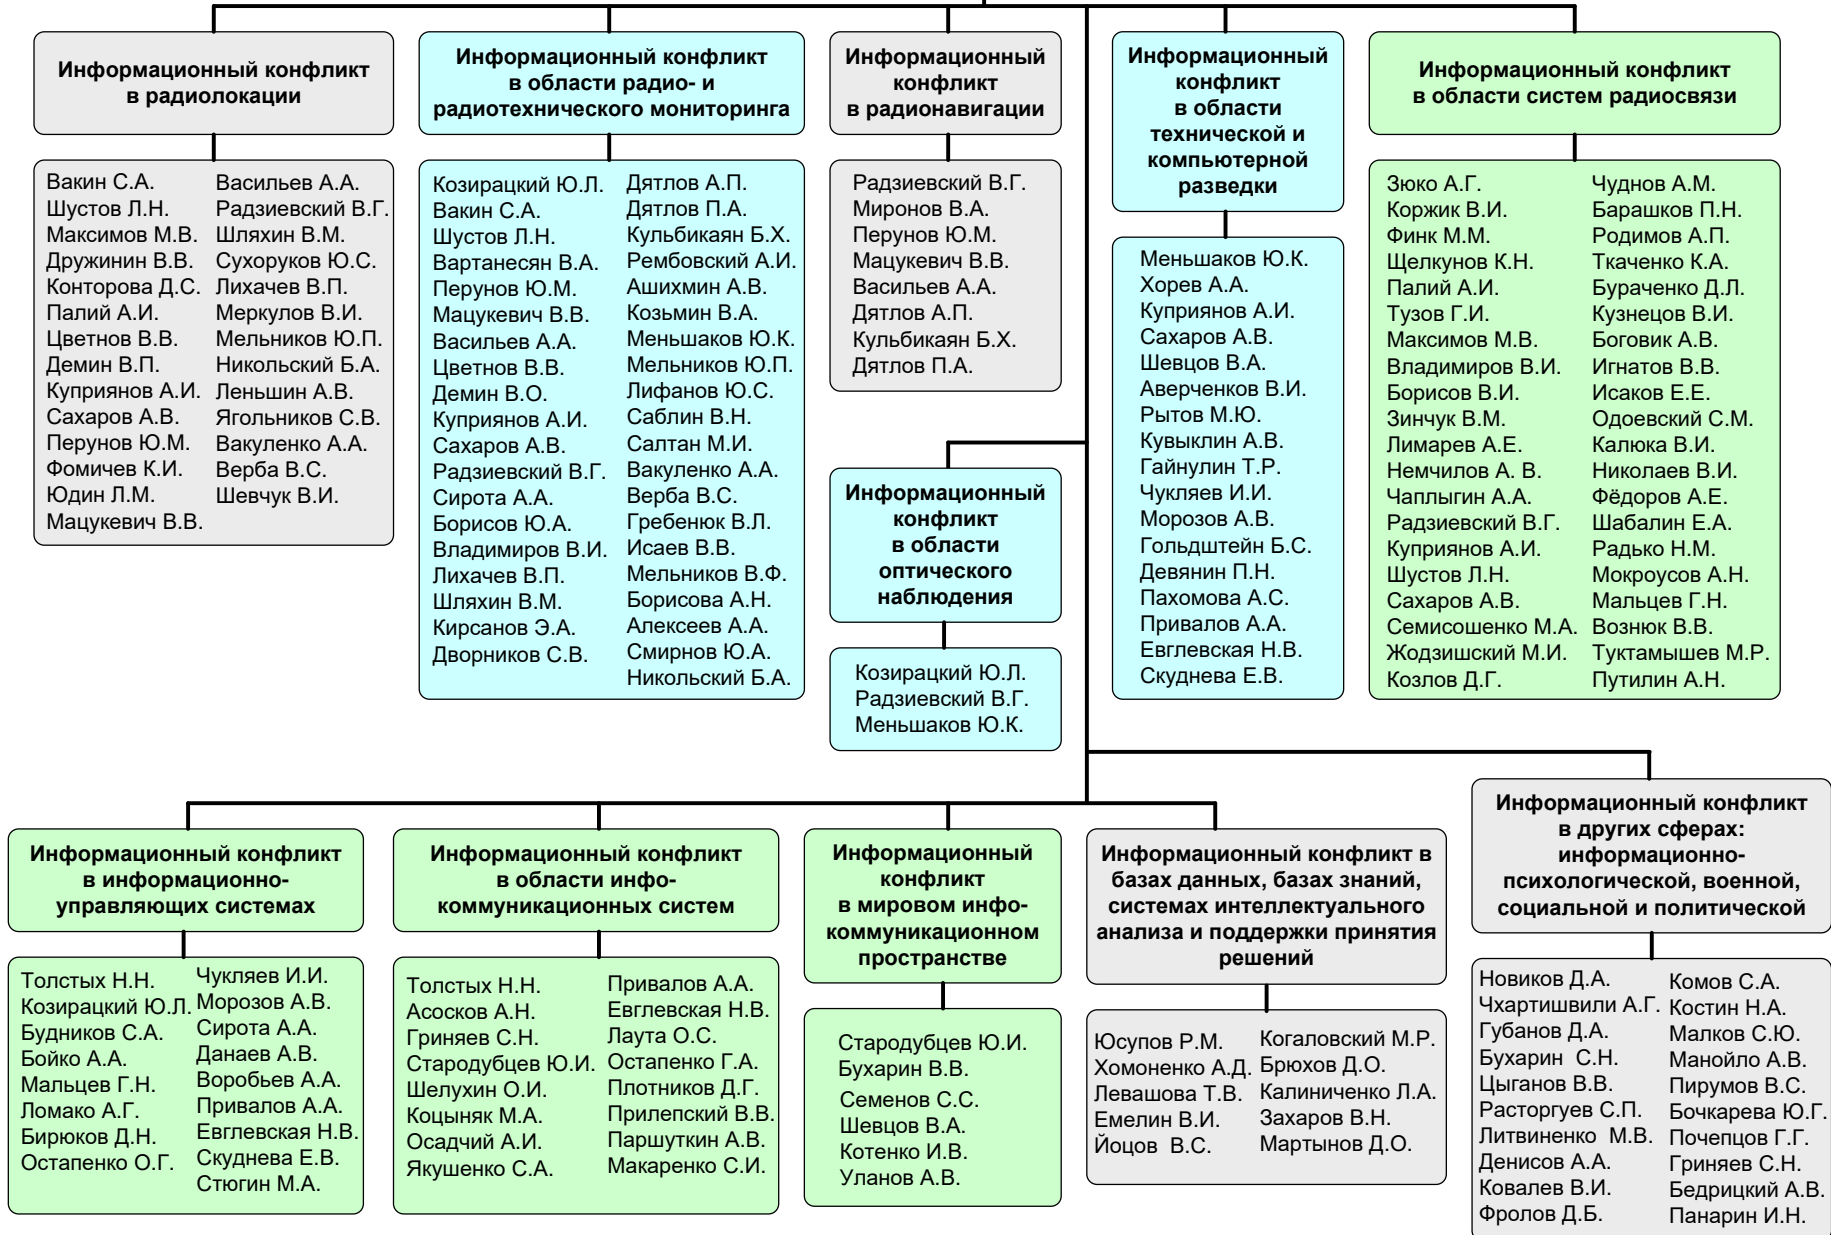 Информационный конфликт
в радиолокации
Вакин С.А.
Шустов Л.Н.
Максимов М.В.
Дружинин В.В.
Конторова Д.С.
Палий А.И.
Цветнов В.В.
Демин В.П.
Куприянов А.И.
Сахаров А.В.
Перунов Ю.М.
Фомичев К.И.
Юдин Л.М.
Мацукевич В.В.
Васильев А.А.
Радзиевский В.Г.
Шляхин В.М.
Сухоруков Ю.С.
Лихачев В.П.
Меркулов В.И.
Мельников Ю.П.
Никольский Б.А.
Леньшин А.В.
Ягольников С.В.
Вакуленко А.А.
Верба В.С.
Шевчук В.И.
Информационный конфликт
в области радио- и
радиотехнического мониторинга
Козирацкий Ю.Л.
Вакин С.А.
Шустов Л.Н.
Вартанесян В.А.
Перунов Ю.М.
Мацукевич В.В.
Васильев А.А.
Цветнов В.В.
Демин В.О.
Куприянов А.И.
Сахаров А.В.
Радзиевский В.Г.
Сирота А.А.
Борисов Ю.А.
Владимиров В.И.
Лихачев В.П.
Шляхин В.М.
Кирсанов Э.А.
Дворников С.В.
Дятлов А.П.
Дятлов П.А.
Кульбикаян Б.Х.
Рембовский А.И.
Ашихмин А.В.
Козьмин В.А.
Меньшаков Ю.К.
Мельников Ю.П.
Лифанов Ю.С.
Саблин В.Н.
Салтан М.И.
Вакуленко А.А.
Верба В.С.
Гребенюк В.Л.
Исаев В.В.
Мельников В.Ф.
Борисова А.Н.
Алексеев А.А.
Смирнов Ю.А.
Никольский Б.А.
Информационный
конфликт
в радионавигации
Радзиевский В.Г.
Миронов В.А.
Перунов Ю.М.
Мацукевич В.В.
Васильев А.А.
Дятлов А.П.
Кульбикаян Б.Х.
Дятлов П.А.
Информационный
конфликт
в области
оптического
наблюдения
Козирацкий Ю.Л.
Радзиевский В.Г.
Меньшаков Ю.К.
Информационный
конфликт
в области
технической и
компьютерной
разведки
Меньшаков Ю.К.
Хорев А.А.
Куприянов А.И.
Сахаров А.В.
Шевцов В.А.
Аверченков В.И.
Рытов М.Ю.
Кувыклин А.В.
Гайнулин Т.Р.
Чукляев И.И.
Морозов А.В.
Гольдштейн Б.С.
Девянин П.Н.
Пахомова А.С.
Привалов А.А.
Евглевская Н.В.
Скуднева Е.В.
Информационный конфликт
в области систем радиосвязи
Зюко А.Г.
Коржик В.И.
Финк М.М.
Щелкунов К.Н.
Палий А.И.
Тузов Г.И.
Максимов М.В.
Владимиров В.И.
Борисов В.И.
Зинчук В.М.
Лимарев А.Е.
Немчилов А. В.
Чаплыгин А.А.
Радзиевский В.Г.
Куприянов А.И.
Шустов Л.Н.
Сахаров А.В.
Семисошенко М.А.
Жодзишский М.И.
Козлов Д.Г.
Чуднов А.М.
Барашков П.Н.
Родимов А.П.
Ткаченко К.А.
Бураченко Д.Л.
Кузнецов В.И.
Боговик А.В.
Игнатов В.В.
Исаков Е.Е.
Одоевский С.М.
Калюка В.И.
Николаев В.И.
Фёдоров А.Е.
Шабалин Е.А.
Радько Н.М.
Мокроусов А.Н.
Мальцев Г.Н.
Вознюк В.В.
Туктамышев М.Р.
Путилин А.Н.
Информационный конфликт
в информационно-
управляющих системах
Толстых Н.Н.
Козирацкий Ю.Л.
Будников С.А.
Бойко А.А.
Мальцев Г.Н.
Ломако А.Г.
Бирюков Д.Н.
Остапенко О.Г.
Чукляев И.И.
Морозов А.В.
Сирота А.А.
Данаев А.В.
Воробьев А.А.
Привалов А.А.
Евглевская Н.В.
Скуднева Е.В.
Стюгин М.А.
Информационный конфликт
в области инфо-
коммуникационных систем
Толстых Н.Н.
Асосков А.Н.
Гриняев С.Н.
Стародубцев Ю.И.
Шелухин О.И.
Коцыняк М.А.
Осадчий А.И.
Якушенко С.А.
Привалов А.А.
Евглевская Н.В.
Лаута О.С.
Остапенко Г.А.
Плотников Д.Г.
Прилепский В.В.
Паршуткин А.В.
Макаренко С.И.
Информационный
конфликт
в мировом инфо-
коммуникационном
пространстве
Стародубцев Ю.И.
Бухарин В.В.
Семенов С.С.
Шевцов В.А.
Котенко И.В.
Уланов А.В.
Информационный конфликт в
базах данных, базах знаний,
системах интеллектуального
анализа и поддержки принятия
решений
Юсупов Р.М.
Хомоненко А.Д.
Левашова Т.В.
Емелин В.И.
Йоцов В.С.
Когаловский М.Р.
Брюхов Д.О.
Калиниченко Л.А.
Захаров В.Н.
Мартынов Д.О.
Информационный конфликт
в других сферах:
информационно-
психологической, военной,
социальной и политической
Новиков Д.А.
Чхартишвили А.Г.
Губанов Д.А.
Бухарин С.Н.
Цыганов В.В.
Расторгуев С.П.
Литвиненко М.В.
Денисов А.А.
Ковалев В.И.
Фролов Д.Б.
Комов С.А.
Костин Н.А.
Малков С.Ю.
Манойло А.В.
Пирумов В.С.
Бочкарева Ю.Г.
Почепцов Г.Г.
Гриняев С.Н.
Бедрицкий А.В.
Панарин И.Н.